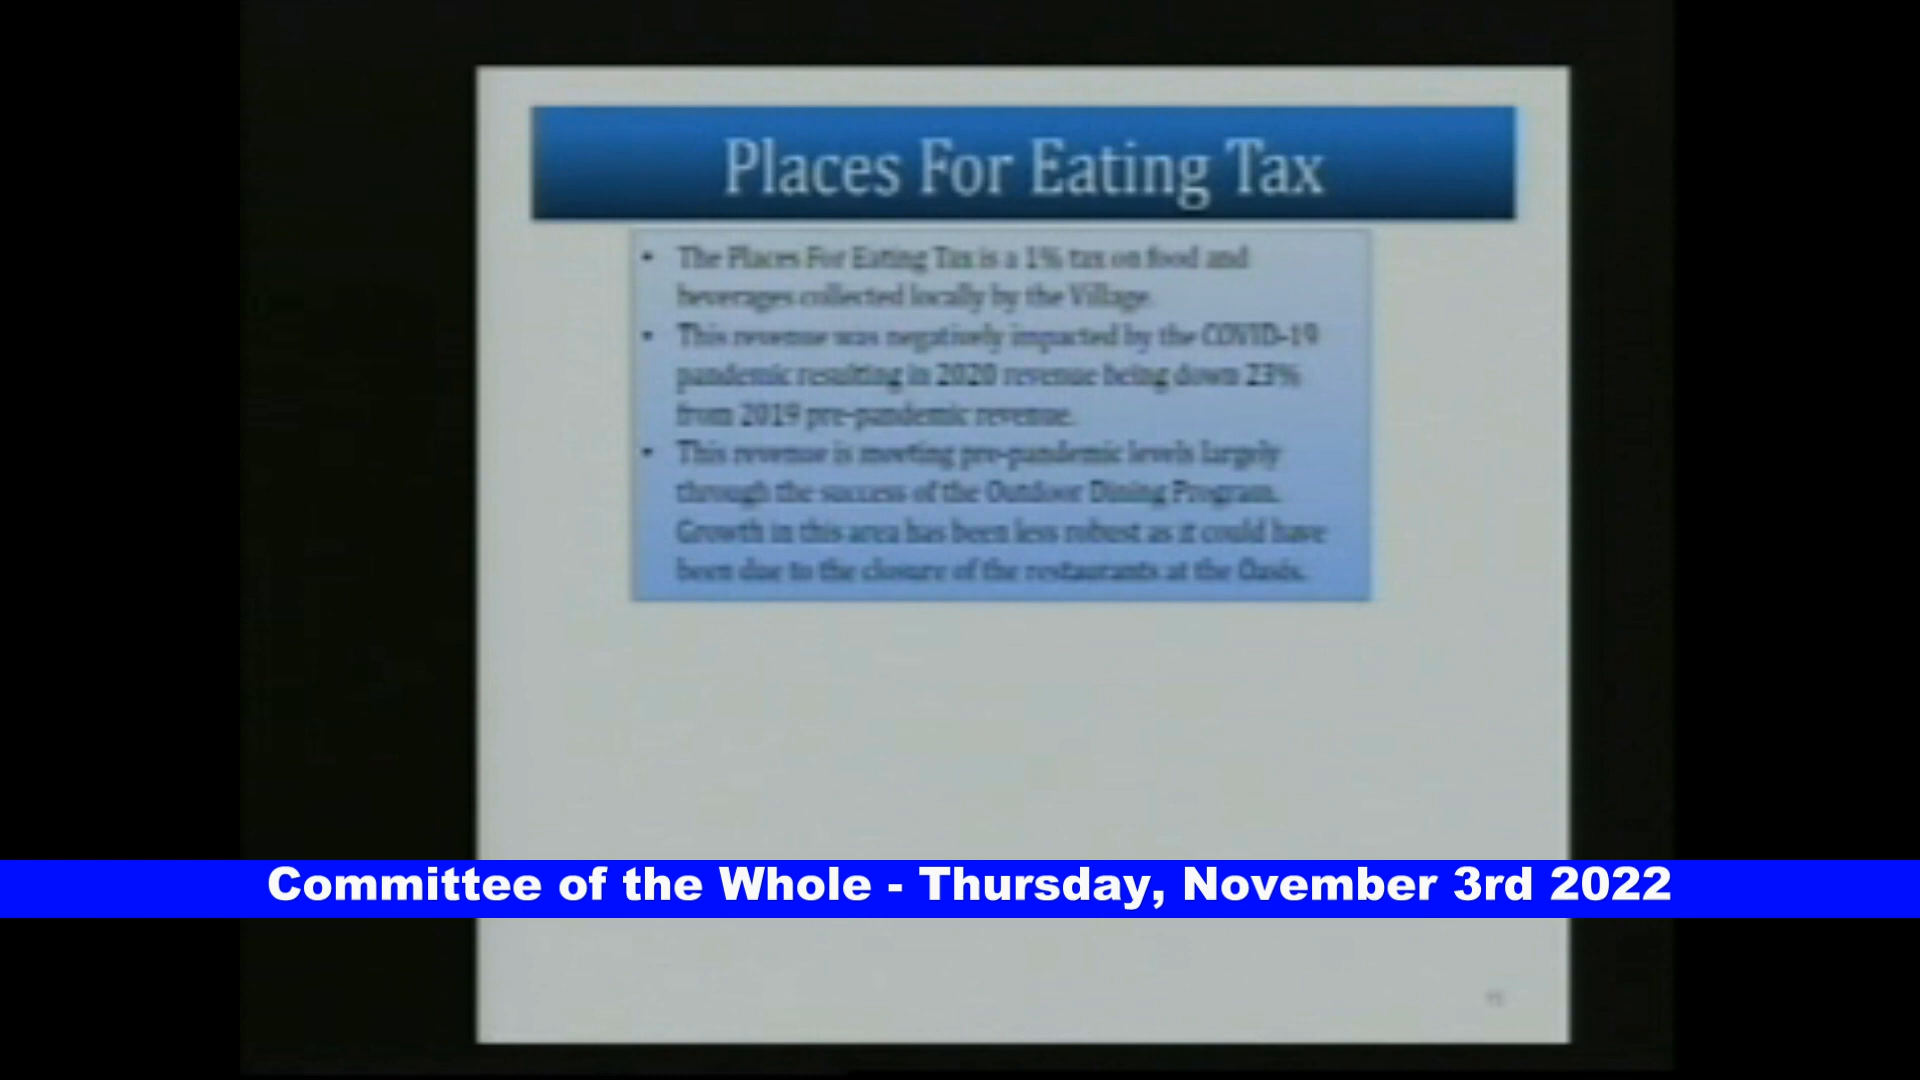 Places For Eating Tax
• The Places For Eating Tax is a 1% tax on food and
beverages collected locally by the Village.
• This revenue was negatively impacted by the COVID-19
pandemic resulting in 2020 revenue being down 23%
from 2019 pre-pandemic revenue.
• This revenue is meeting pre-pandemic levels largely
through the success of the Outdoor Dining Program.
Growth in this area has been less robust as it could have
been due to the closure of the restaurants at the Oasis.
Committee of the Whole - Thursday, November 3rd 2022